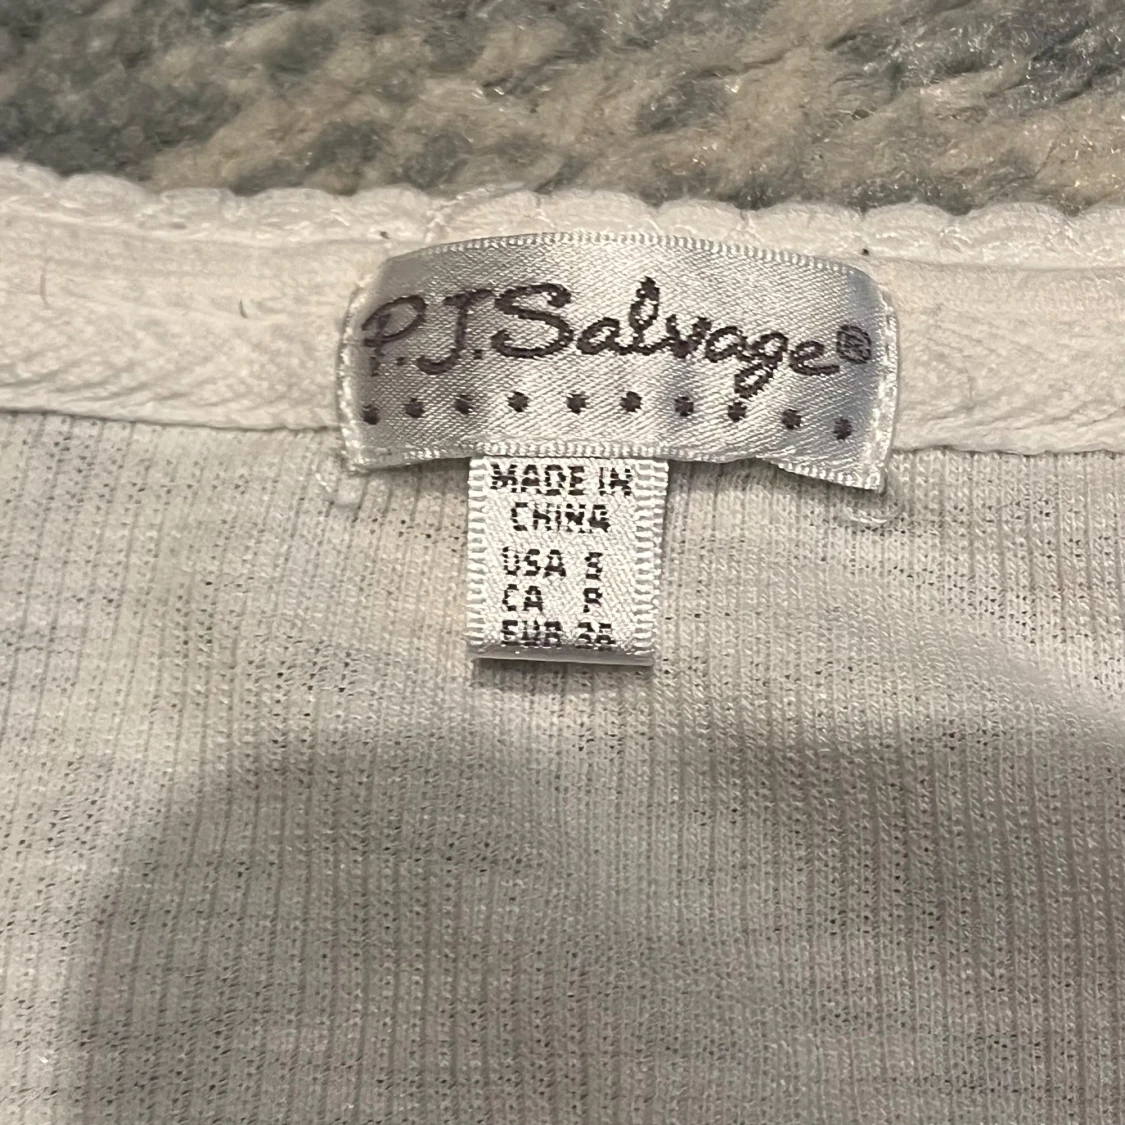 P.J.Salvage®
MADE IN
CHINA
USA S
CA P
EUR 36